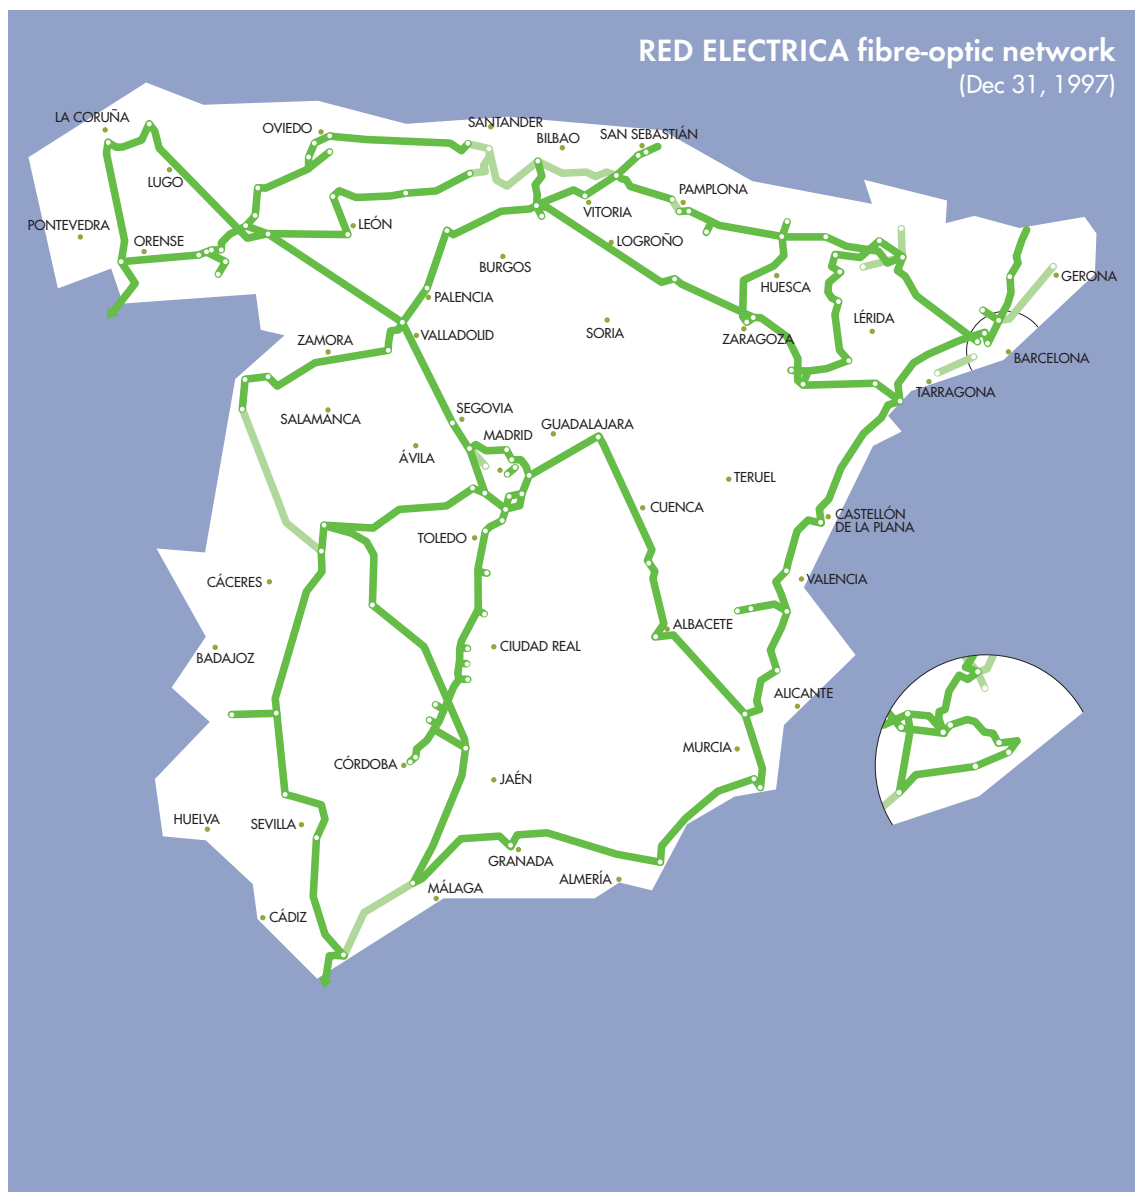 RED ELECTRICA fibre-optic network
(Dec 31, 1997)
LA CORUÑA
OVIEDO
SANTANDER
BILBAO
SAN SEBASTIÁN
LUGO
PAMPLONA
VITORIA
PONTEVEDRA
ORENSE
LEÓN
LOGROÑO
BURGOS
HUESCA
GERONA
PALENCIA
LÉRIDA
ZAMORA
VALLADOLID
SORIA
ZARAGOZA
BARCELONA
TARRAGONA
SALAMANCA
SEGOVIA
GUADALAJARA
MADRID
ÁVILA
TERUEL
CUENCA
CASTELLÓN
DE LA PLANA
TOLEDO
CÁCERES
VALENCIA
ALBACETE
BADAJOZ
CIUDAD REAL
ALICANTE
MURCIA
CÓRDOBA
JAÉN
HUELVA
SEVILLA
GRANADA
ALMERÍA
MÁLAGA
CÁDIZ